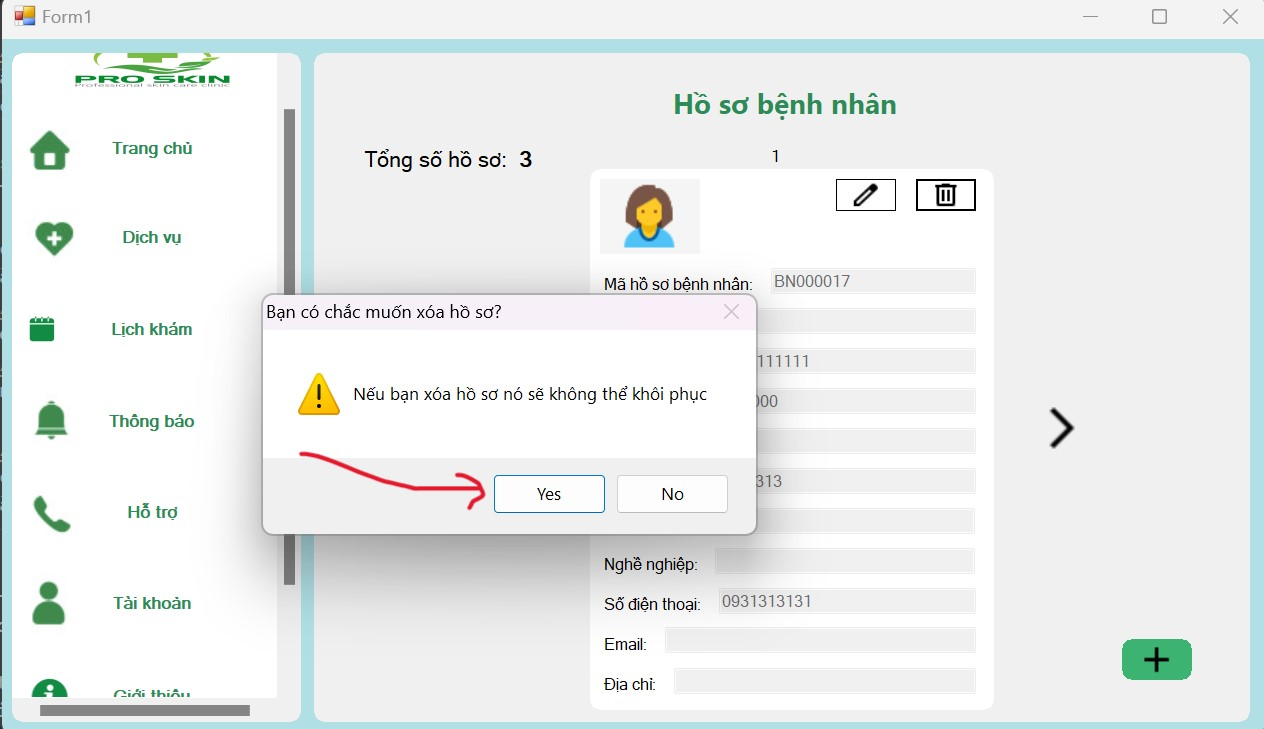 Form1
PRO SKIN
Professional skin care clinic
Trang chủ
Dịch vụ
Lịch khám
Thông báo
Hỗ trợ
Tài khoản
Giới thiệu
Hồ sơ bệnh nhân
Tổng số hồ sơ: 3
1
Mã hồ sơ bệnh nhân: BN000017
111111
000
313
Nghề nghiệp:
Số điện thoại: 0931313131
Email:
Địa chỉ:
Bạn có chắc muốn xóa hồ sơ?
Nếu bạn xóa hồ sơ nó sẽ không thể khôi phục
Yes
No